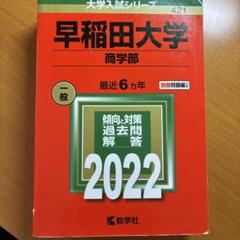 大学入試シリーズ
421
早稲田大学
商学部
一般
最近6カ年
別冊問題編
傾向と対策
過去問
解答
2022
教学社